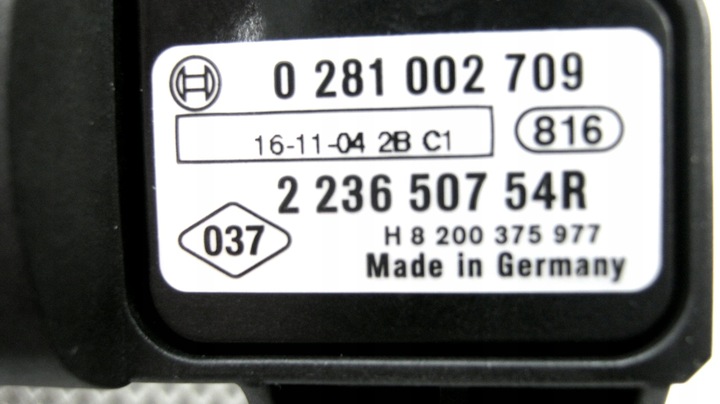 0 281 002 709
16-11-04 2B C1
816
2 236 507 54R
037
H 8 200 375 977
Made in Germany